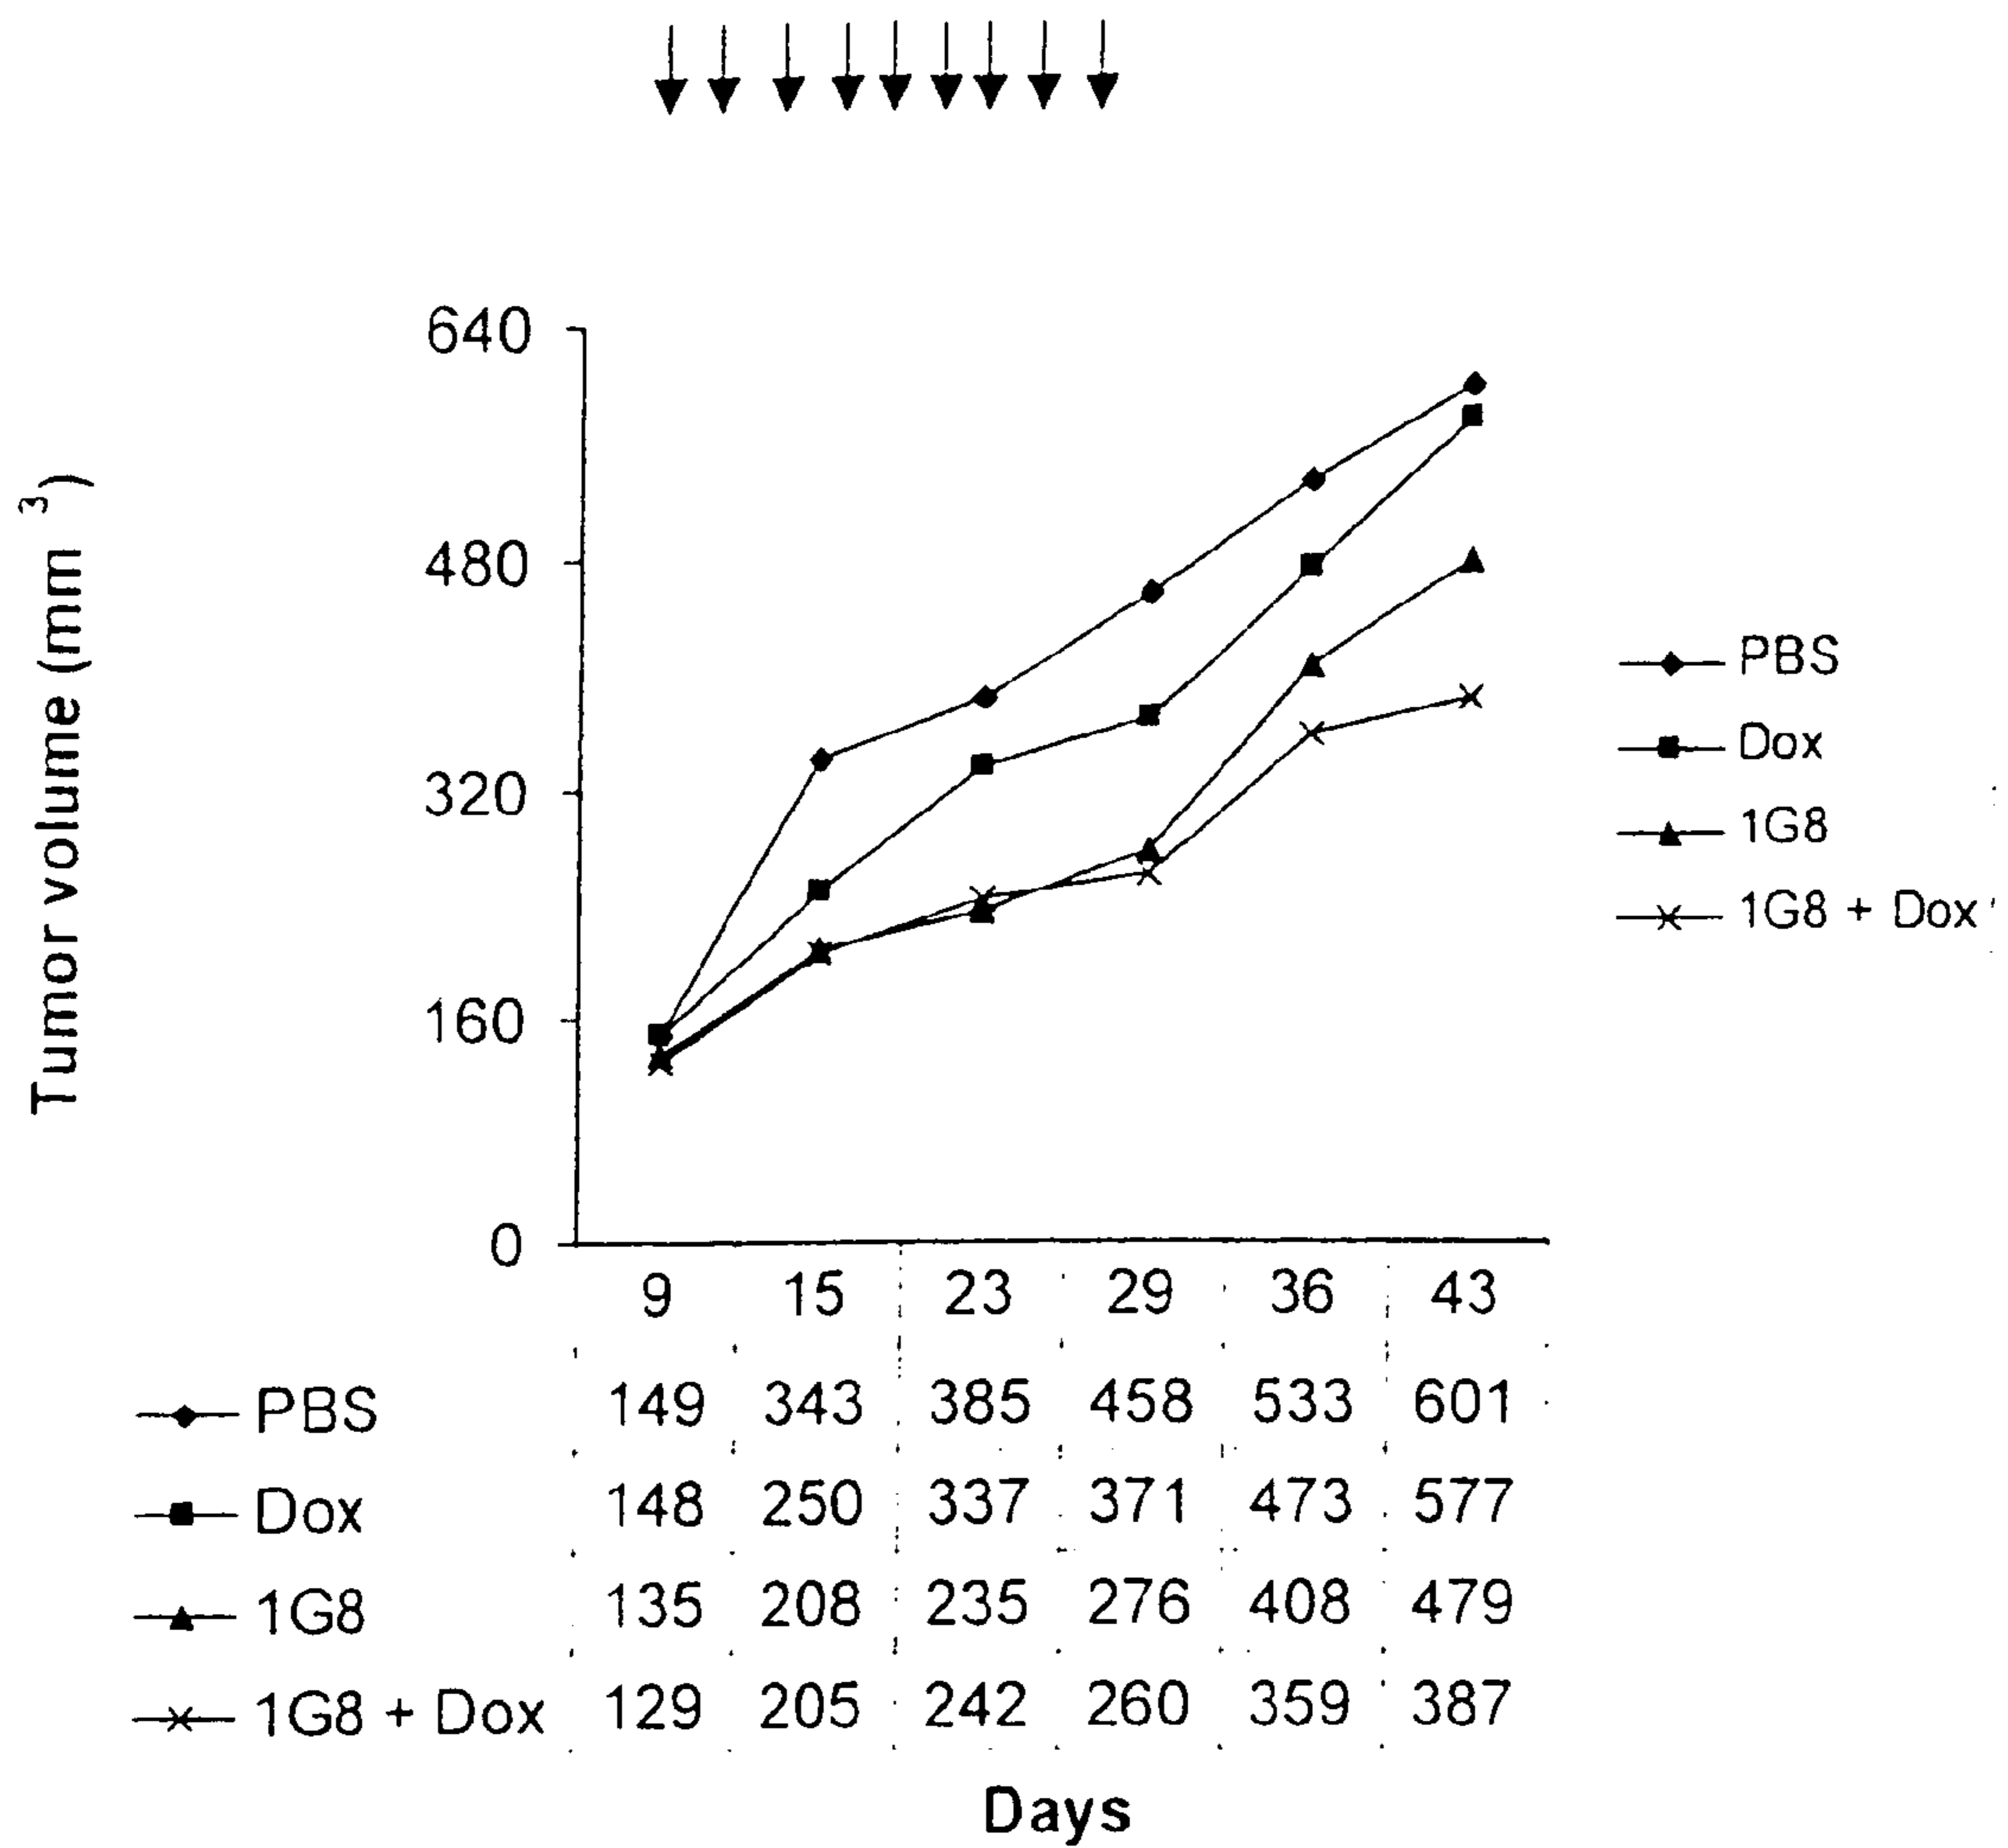 640
480
320
160
0
Tumor volume (mm 3)
PBS
Dox
1G8
1G8 + Dox
9 15 23 29 36 43
PBS 149 343 385 458 533 601
Dox 148 250 337 371 473 577
1G8 135 208 235 276 408 479
1G8 + Dox 129 205 242 260 359 387
Days